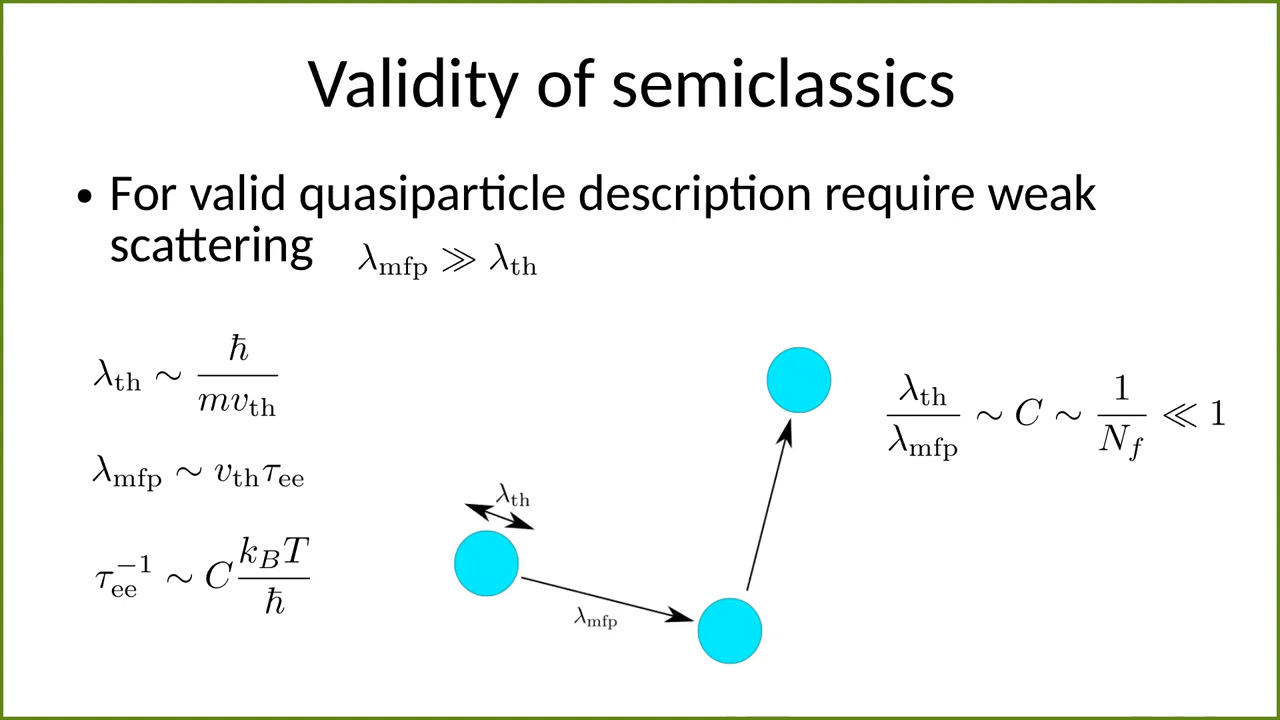 Validity of semiclassics
• For valid quasiparticle description require weak
scattering λ_mfp ≫ λ_th
λ_th ∼ ħ / (m v_th)
λ_mfp ∼ v_th τ_ee
τ_ee^{-1} ∼ C k_B T / ħ
λ_th
λ_mfp
λ_th / λ_mfp ∼ C ∼ 1 / N_f ≪ 1